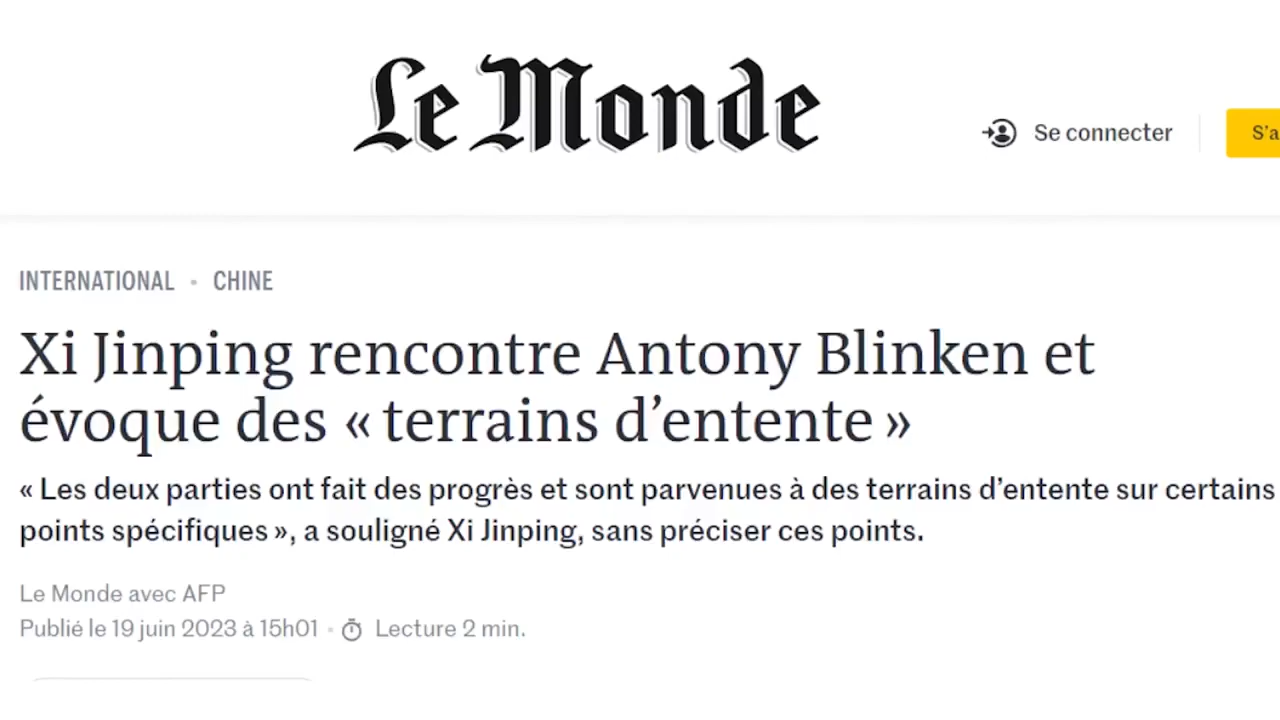 Le Monde
Se connecter
S'a
INTERNATIONAL • CHINE
Xi Jinping rencontre Antony Blinken et
évoque des « terrains d’entente »
« Les deux parties ont fait des progrès et sont parvenues à des terrains d’entente sur certains
points spécifiques », a souligné Xi Jinping, sans préciser ces points.
Le Monde avec AFP
Publié le 19 juin 2023 à 15h01 • Lecture 2 min.